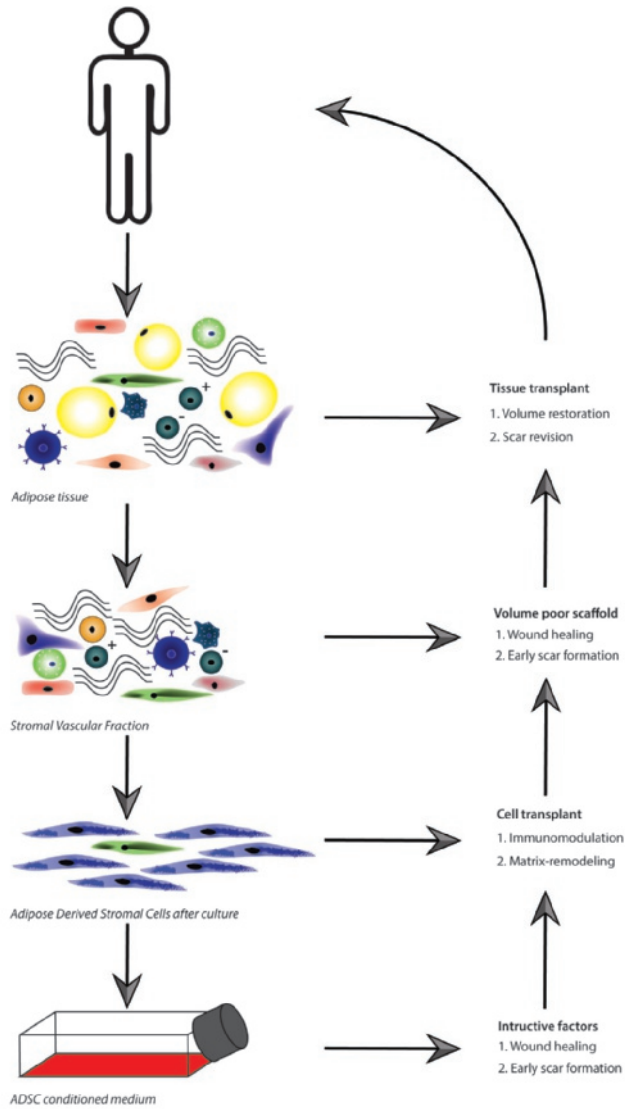 Tissue transplant
1. Volume restoration
2. Scar revision
+
-
Adipose tissue
Volume poor scaffold
1. Wound healing
2. Early scar formation
+
-
Stromal Vascular Fraction
Cell transplant
1. Immunomodulation
2. Matrix-remodeling
Adipose Derived Stromal Cells after culture
Intructive factors
1. Wound healing
2. Early scar formation
ADSC conditioned medium